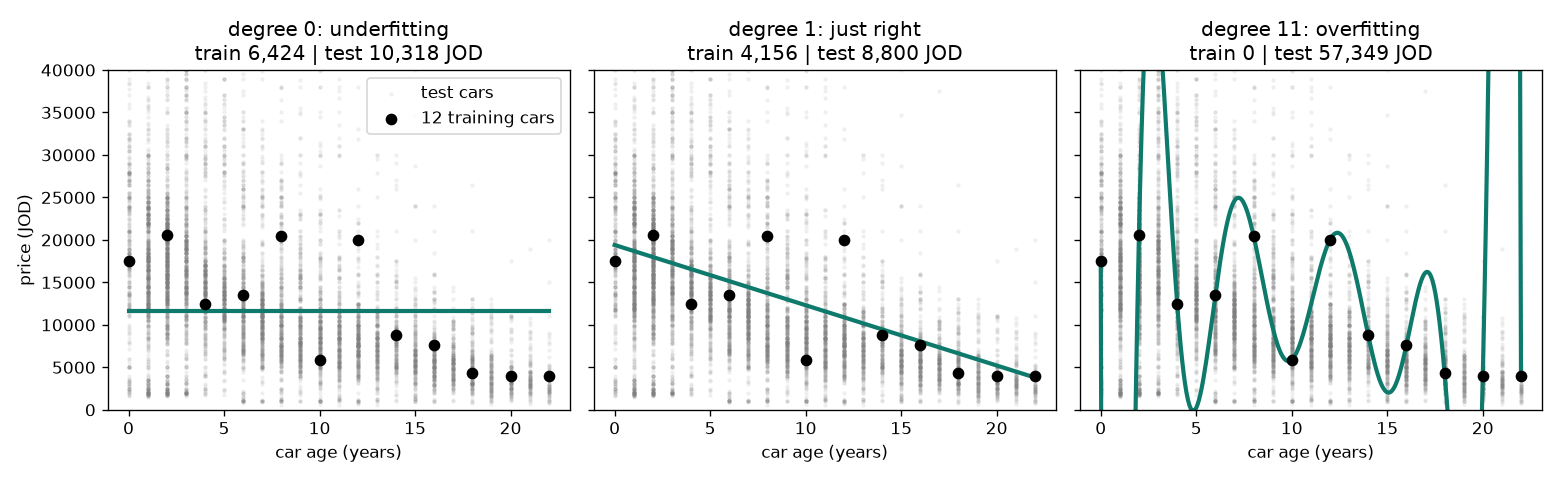 degree 0: underfitting
train 6,424 | test 10,318 JOD
degree 1: just right
train 4,156 | test 8,800 JOD
degree 11: overfitting
train 0 | test 57,349 JOD
price (JOD)
40000
35000
30000
25000
20000
15000
10000
5000
0
test cars
12 training cars
0 5 10 15 20
car age (years)
0 5 10 15 20
car age (years)
0 5 10 15 20
car age (years)